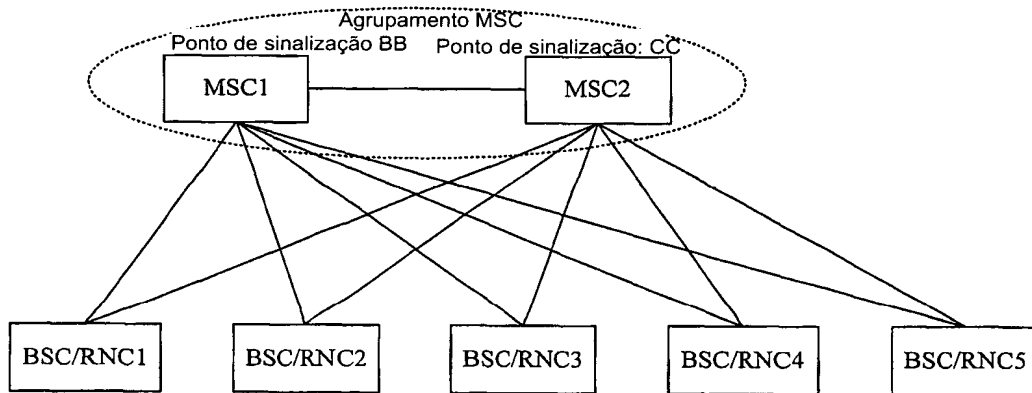 Agrupamento MSC
Ponto de sinalização BB
Ponto de sinalização: CC
MSC1
MSC2
BSC/RNC1
BSC/RNC2
BSC/RNC3
BSC/RNC4
BSC/RNC5